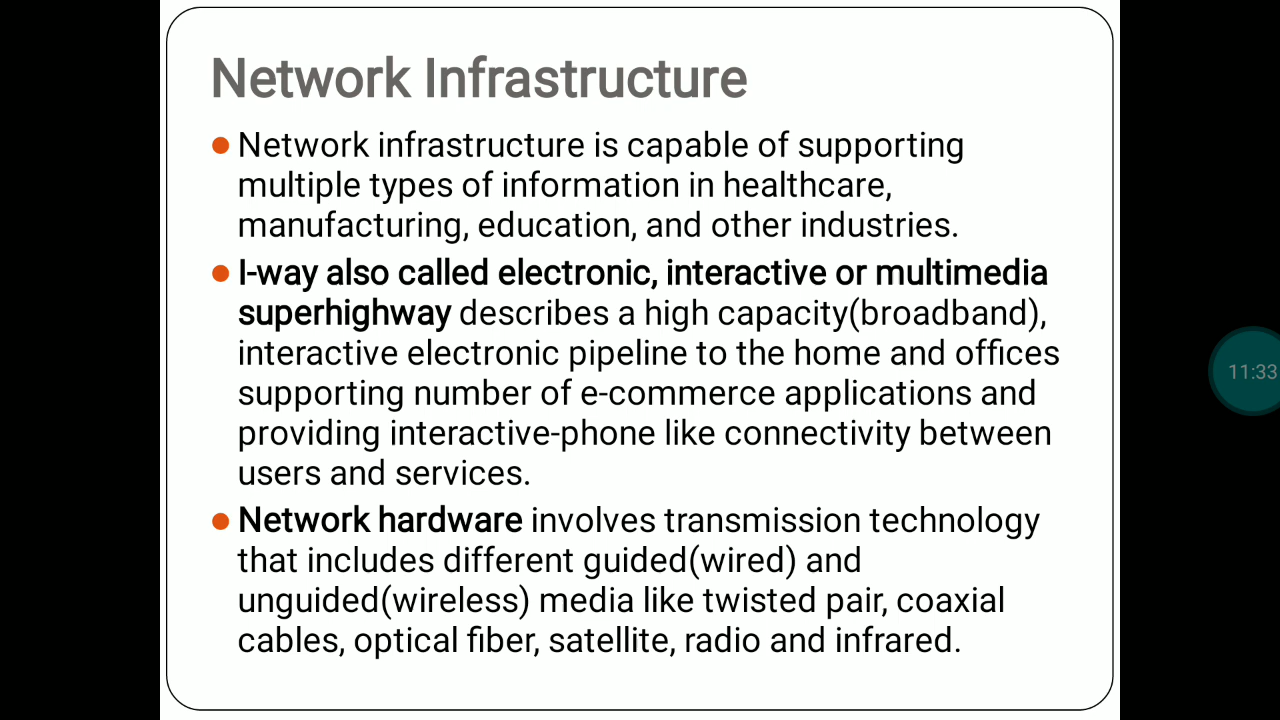 Network Infrastructure
Network infrastructure is capable of supporting
multiple types of information in healthcare,
manufacturing, education, and other industries.
I-way also called electronic, interactive or multimedia
superhighway describes a high capacity(broadband),
interactive electronic pipeline to the home and offices
supporting number of e-commerce applications and
providing interactive-phone like connectivity between
users and services.
Network hardware involves transmission technology
that includes different guided(wired) and
unguided(wireless) media like twisted pair, coaxial
cables, optical fiber, satellite, radio and infrared.
11:33